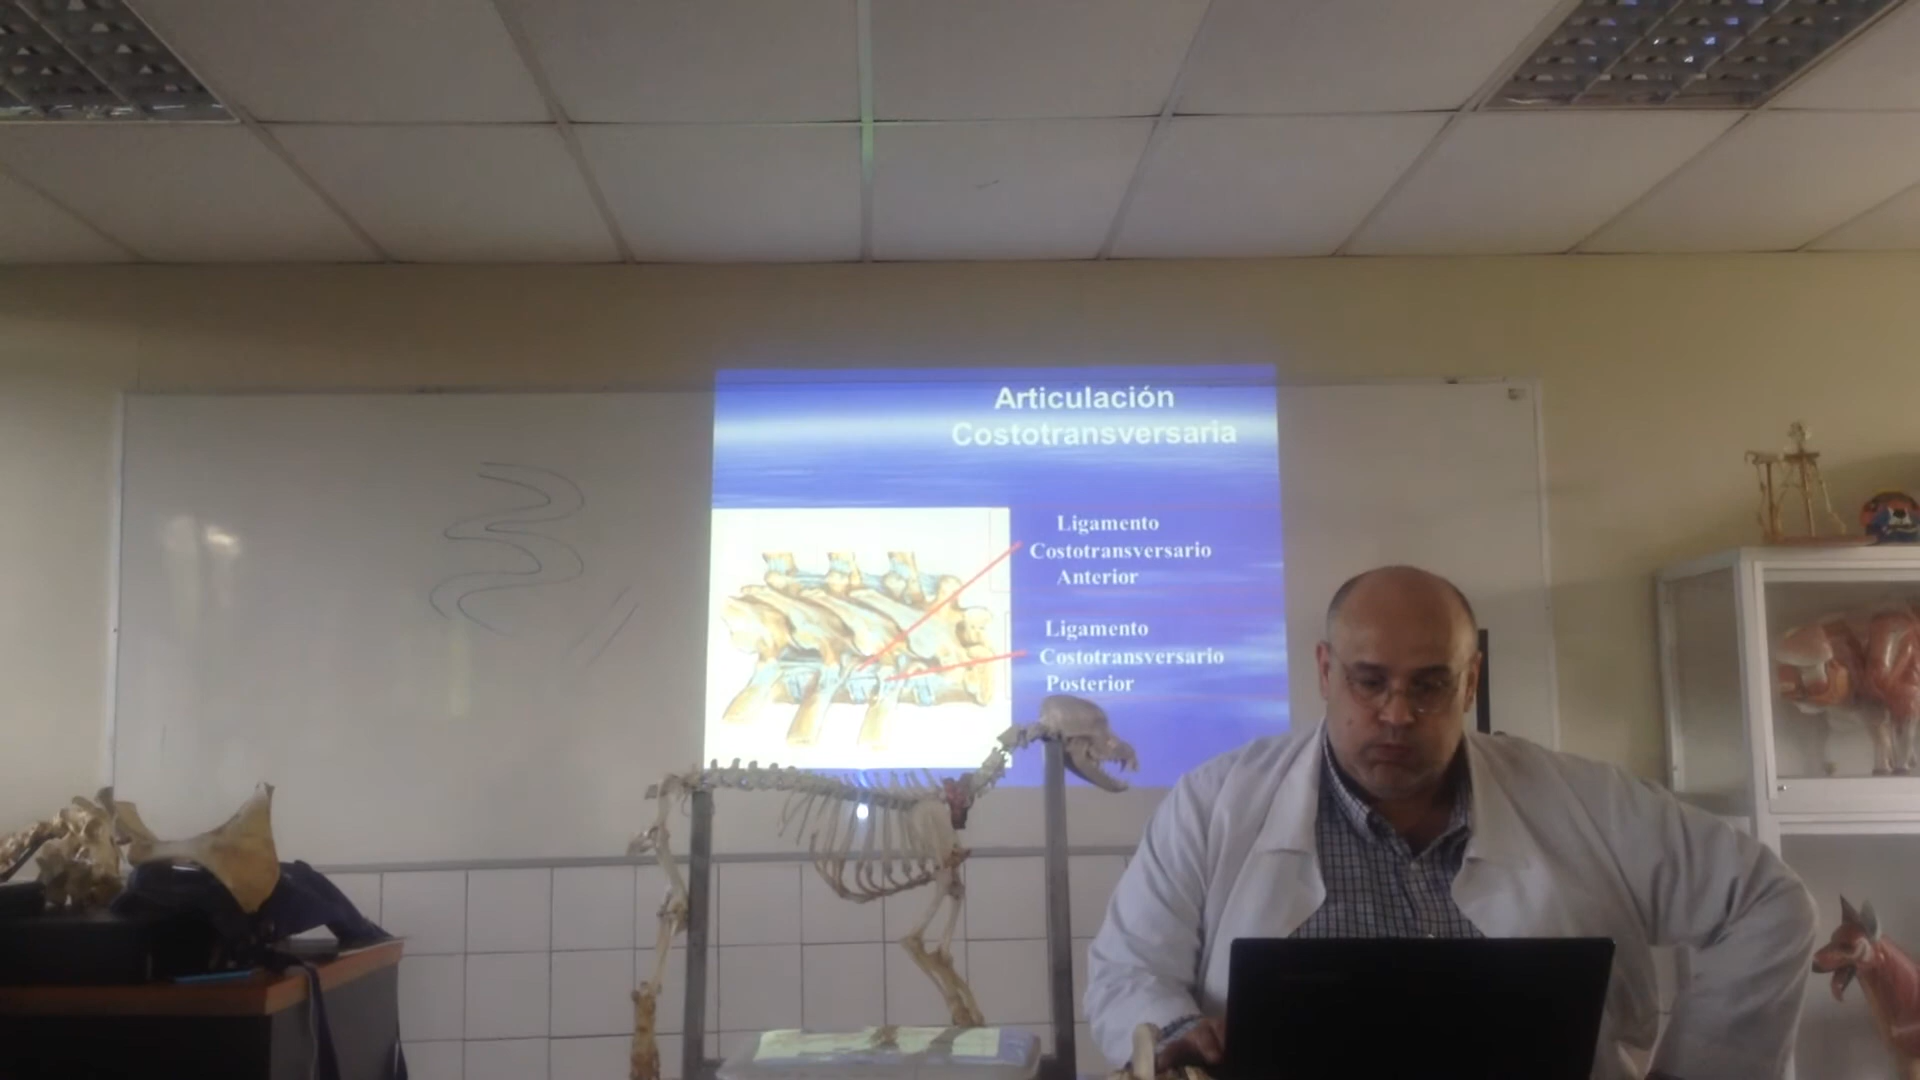 Articulación
Costotransversaria
Ligamento
Costotransversario
Anterior
Ligamento
Costotransversario
Posterior